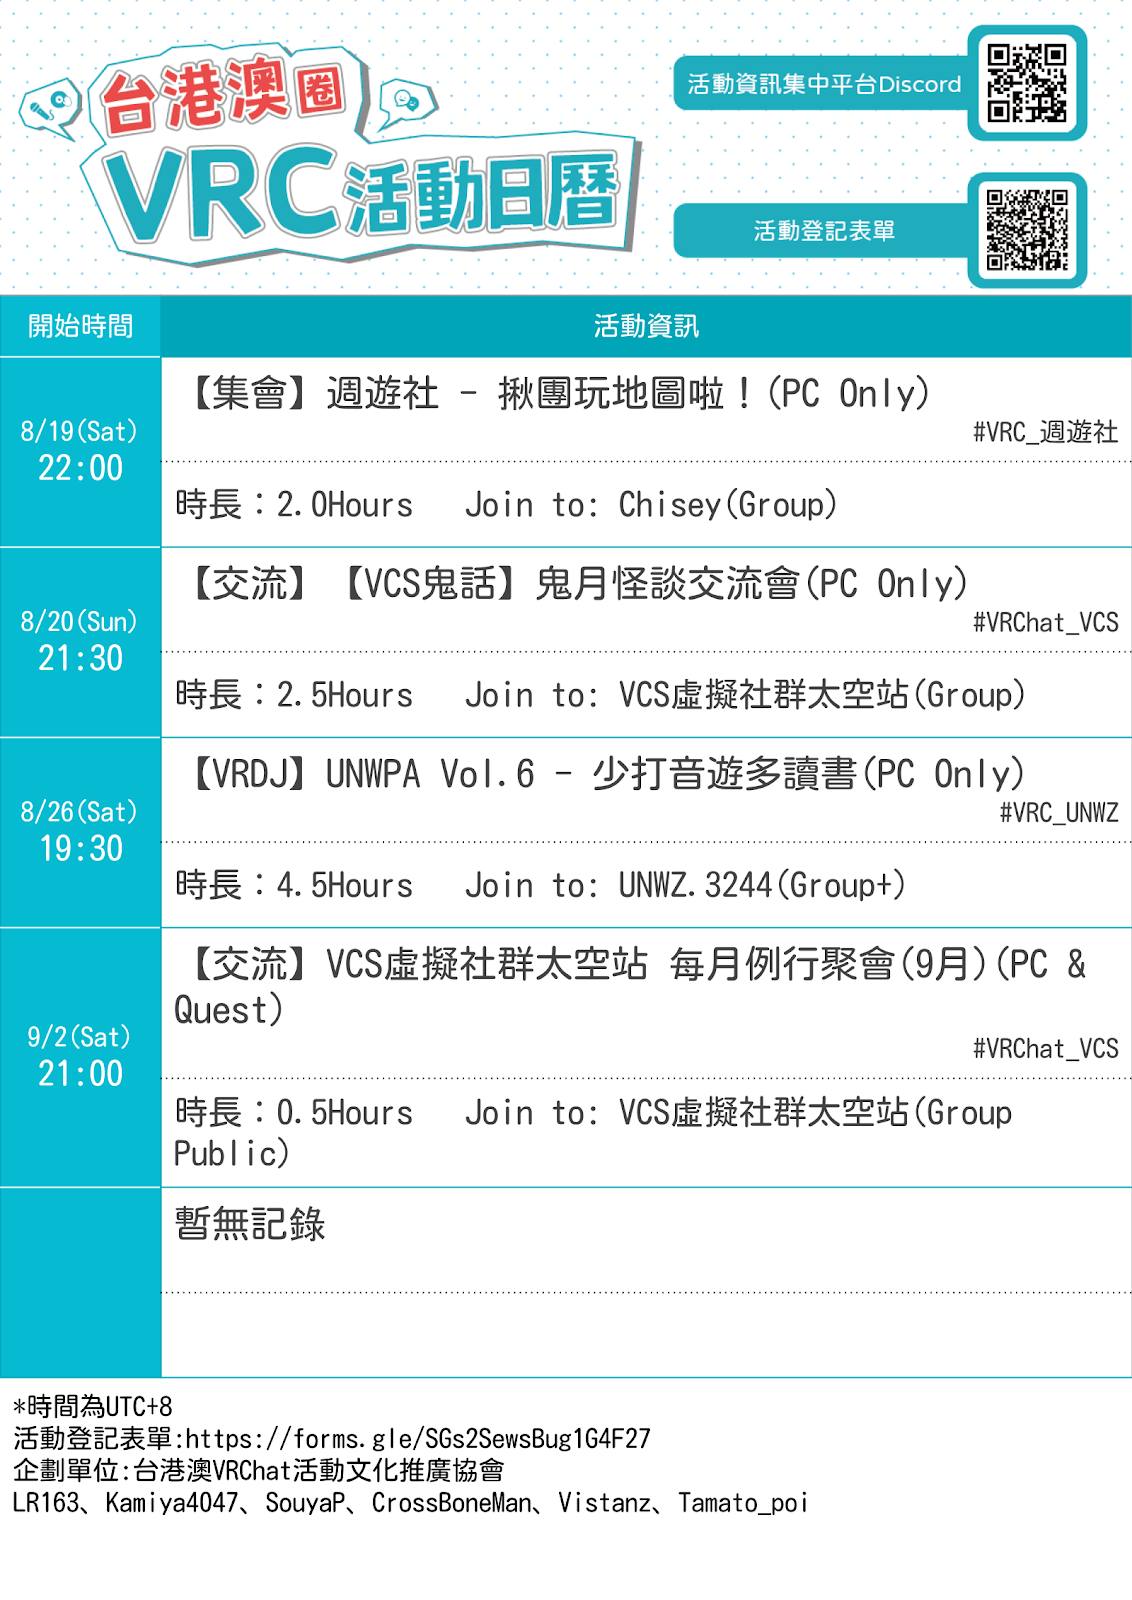 台港澳圈
VRC活動日曆
活動資訊集中平台Discord
活動登記表單
開始時間
活動資訊
8/19(Sat)
22:00
【集會】週遊社 - 揪團玩地圖啦！(PC Only)
#VRC_週遊社
時長：2.0Hours Join to: Chisey(Group)
8/20(Sun)
21:30
【交流】【VCS鬼話】鬼月怪談交流會(PC Only)
#VRChat_VCS
時長：2.5Hours Join to: VCS虛擬社群太空站(Group)
8/26(Sat)
19:30
【VRDJ】UNWPA Vol.6 - 少打音遊多讀書(PC Only)
#VRC_UNWZ
時長：4.5Hours Join to: UNWZ.3244(Group+)
9/2(Sat)
21:00
【交流】VCS虛擬社群太空站 每月例行聚會(9月)(PC &
Quest)
#VRChat_VCS
時長：0.5Hours Join to: VCS虛擬社群太空站(Group
Public)
暫無記錄
*時間為UTC+8
活動登記表單:https://forms.gle/SGs2SewsBug1G4F27
企劃單位:台港澳VRChat活動文化推廣協會
LR163、Kamiya4047、SouyaP、CrossBoneMan、Vistanz、Tamato_poi